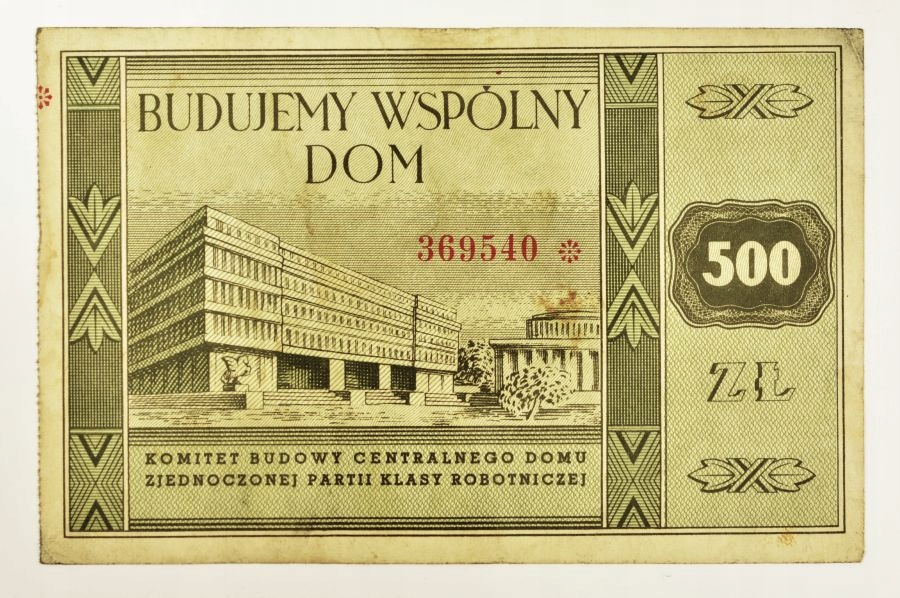 BUDUJEMY WSPÓLNY
DOM
369540
500
ZŁ
KOMITET BUDOWY CENTRALNEGO DOMU
ZJEDNOCZONEJ PARTII KLASY ROBOTNICZEJ